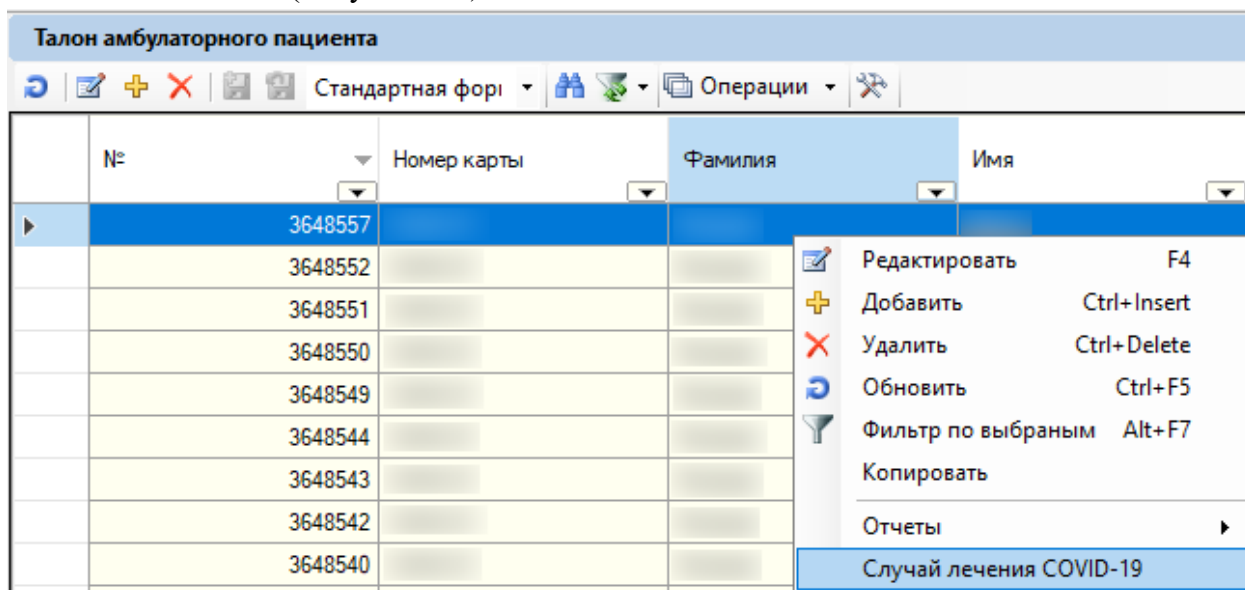 Талон амбулаторного пациента
Стандартная фор Операции
№ Номер карты Фамилия Имя
3648557
3648552 Редактировать F4
3648551 Добавить Ctrl+Insert
3648550 Удалить Ctrl+Delete
3648549 Обновить Ctrl+F5
3648544 Фильтр по выбраным Alt+F7
3648543 Копировать
3648542 Отчеты
3648540 Случай лечения COVID-19